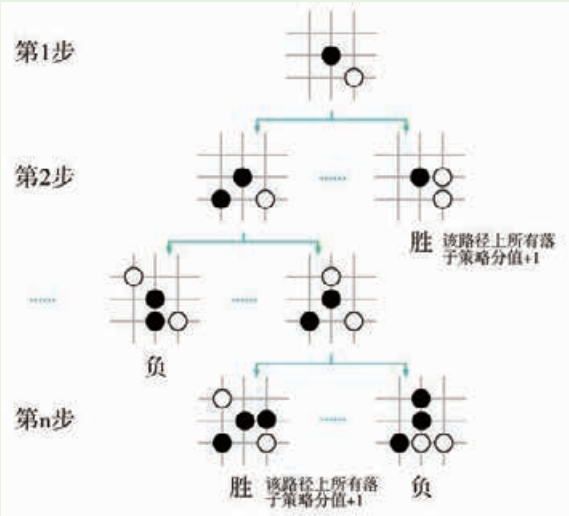 第1步
第2步
……
胜 该路径上所有落
子策略分值+1
……
……
负
第n步
……
胜 该路径上所有落
子策略分值+1
负